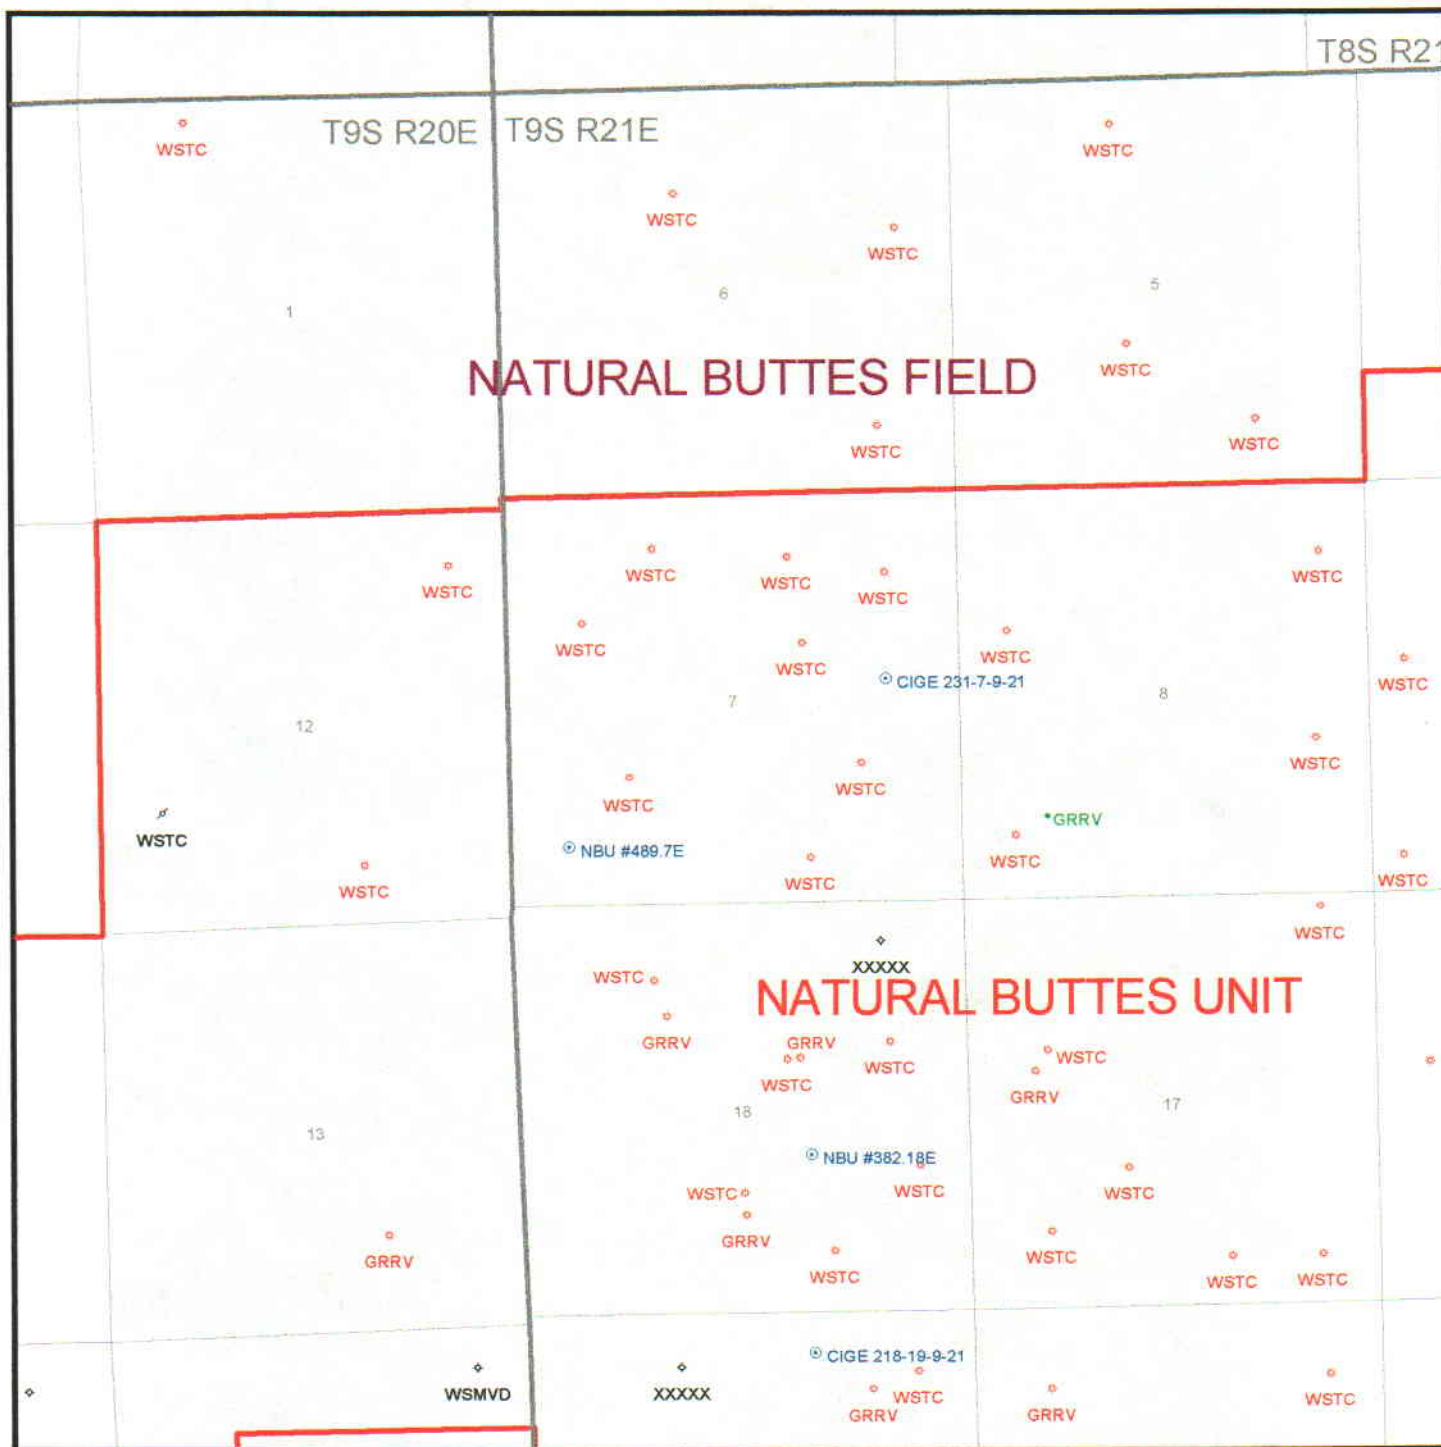 T8S R21
T9S R20E
T9S R21E
WSTC
WSTC
WSTC
WSTC
5
6
1
WSTC
NATURAL BUTTES FIELD
WSTC
WSTC
WSTC
WSTC
WSTC
WSTC
WSTC
WSTC
WSTC
WSTC
WSTC
CIGE 231-7-9-21
WSTC
8
7
12
WSTC
WSTC
WSTC
GRRV
WSTC
NBU #489.7E
WSTC
WSTC
WSTC
WSTC
WSTC
XXXXX
WSTC
NATURAL BUTTES UNIT
GRRV
GRRV
WSTC
WSTC
WSTC
GRRV
17
18
13
NBU #382.18E
WSTC
WSTC
WSTC
GRRV
WSTC
GRRV
WSTC
WSTC
WSTC
CIGE 218-19-9-21
WSMVD
XXXXX
WSTC
WSTC
GRRV
GRRV